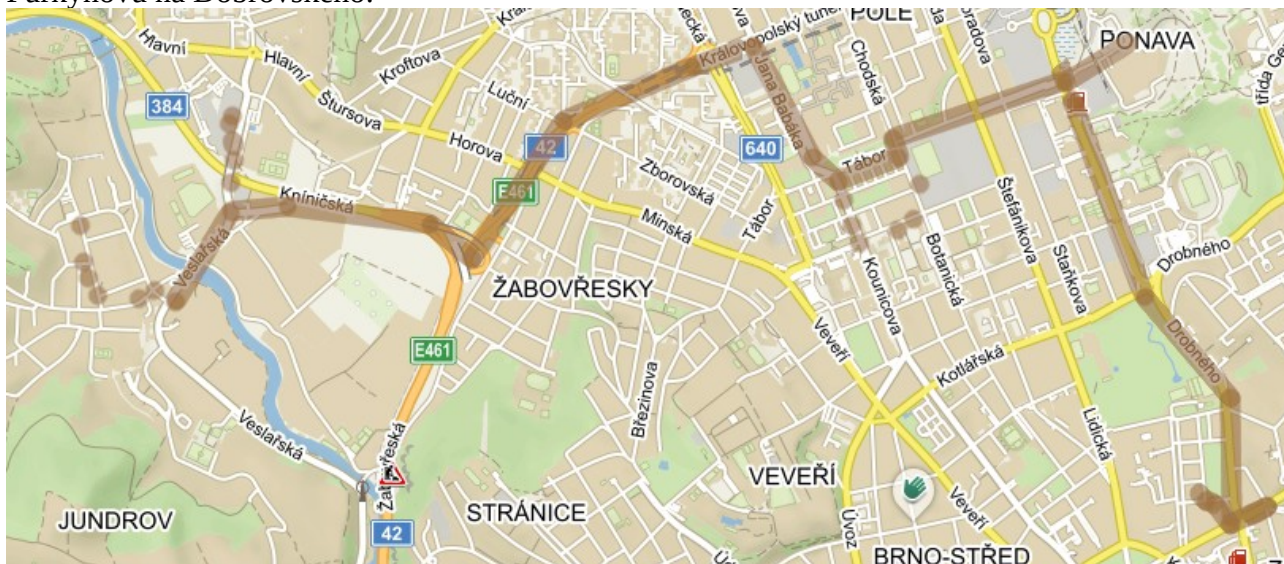 Purkyňova na Dobrovského.
POLE
Králova
Královopolský tunel
PONAVA
Hlavní
Hlavní
Kroftova
Chodská
Jana Babáka
384
Luční
Štursova
Horova
42
640
Tábor
E461
Zborovská
Štefánikova
Kníničská
Minská
Tábor
Veslařská
Botanická
Staňkova
Drobného
Kounicova
ŽABOVŘESKY
E461
Veveří
Drobného
Kotlářská
Březinova
Lidická
Veslařská
Žabovřeská
VEVEŘÍ
JUNDROV
42
STRÁNICE
Úvoz
Veveří
BRNO-STŘED